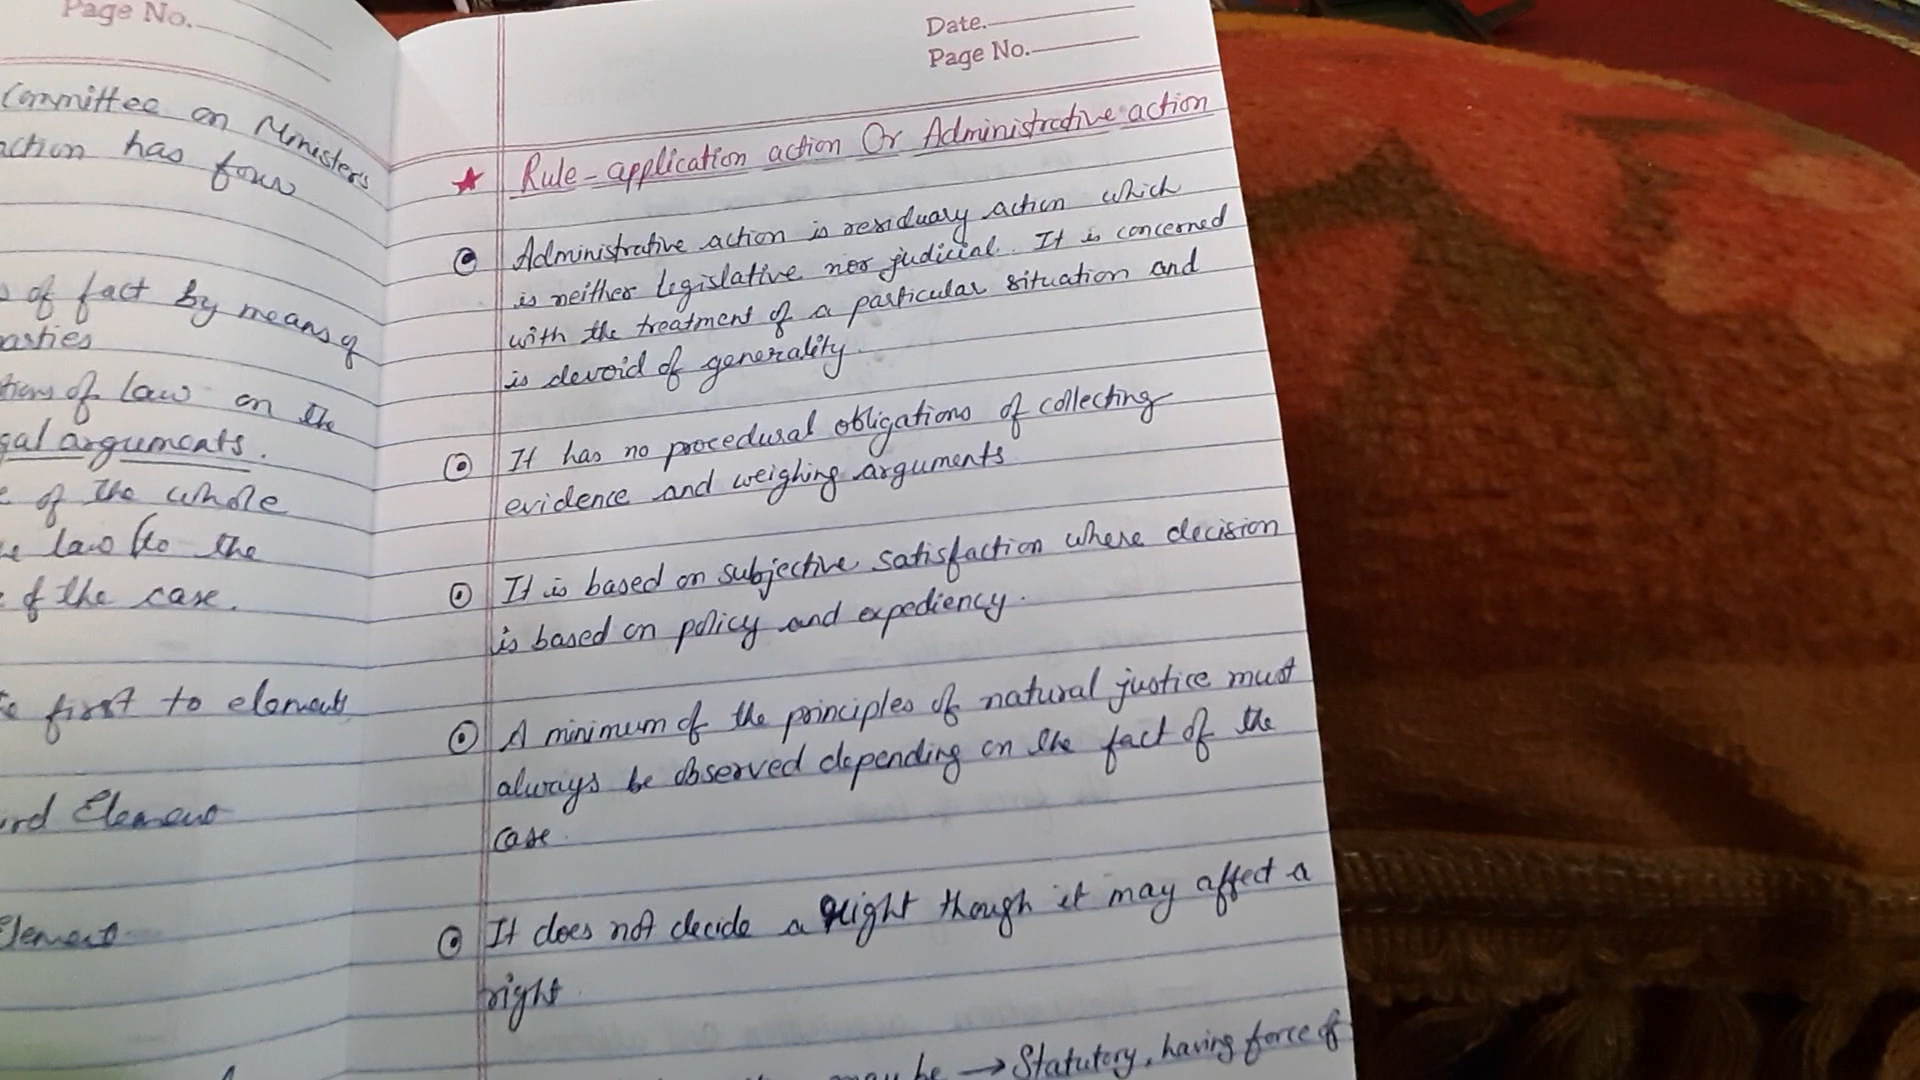 Page No.
Committee on Ministers
action has four
of fact by means of
parties
of law on the
legal arguments.
of the whole
law to the
of the case.
first to elements
Element
Element
Date.
Page No.
★ Rule-application action Or Administrative action
Administrative action is residuary action which
is neither legislative nor judicial. It is concerned
with the treatment of a particular situation and
is devoid of generality.
It has no procedural obligations of collecting
evidence and weighing arguments
It is based on subjective satisfaction where decision
is based on policy and expediency.
A minimum of the principles of natural justice must
always be observed depending on the fact of the
case.
It does not decide a right though it may affect a
right.
may be → Statutory, having force of